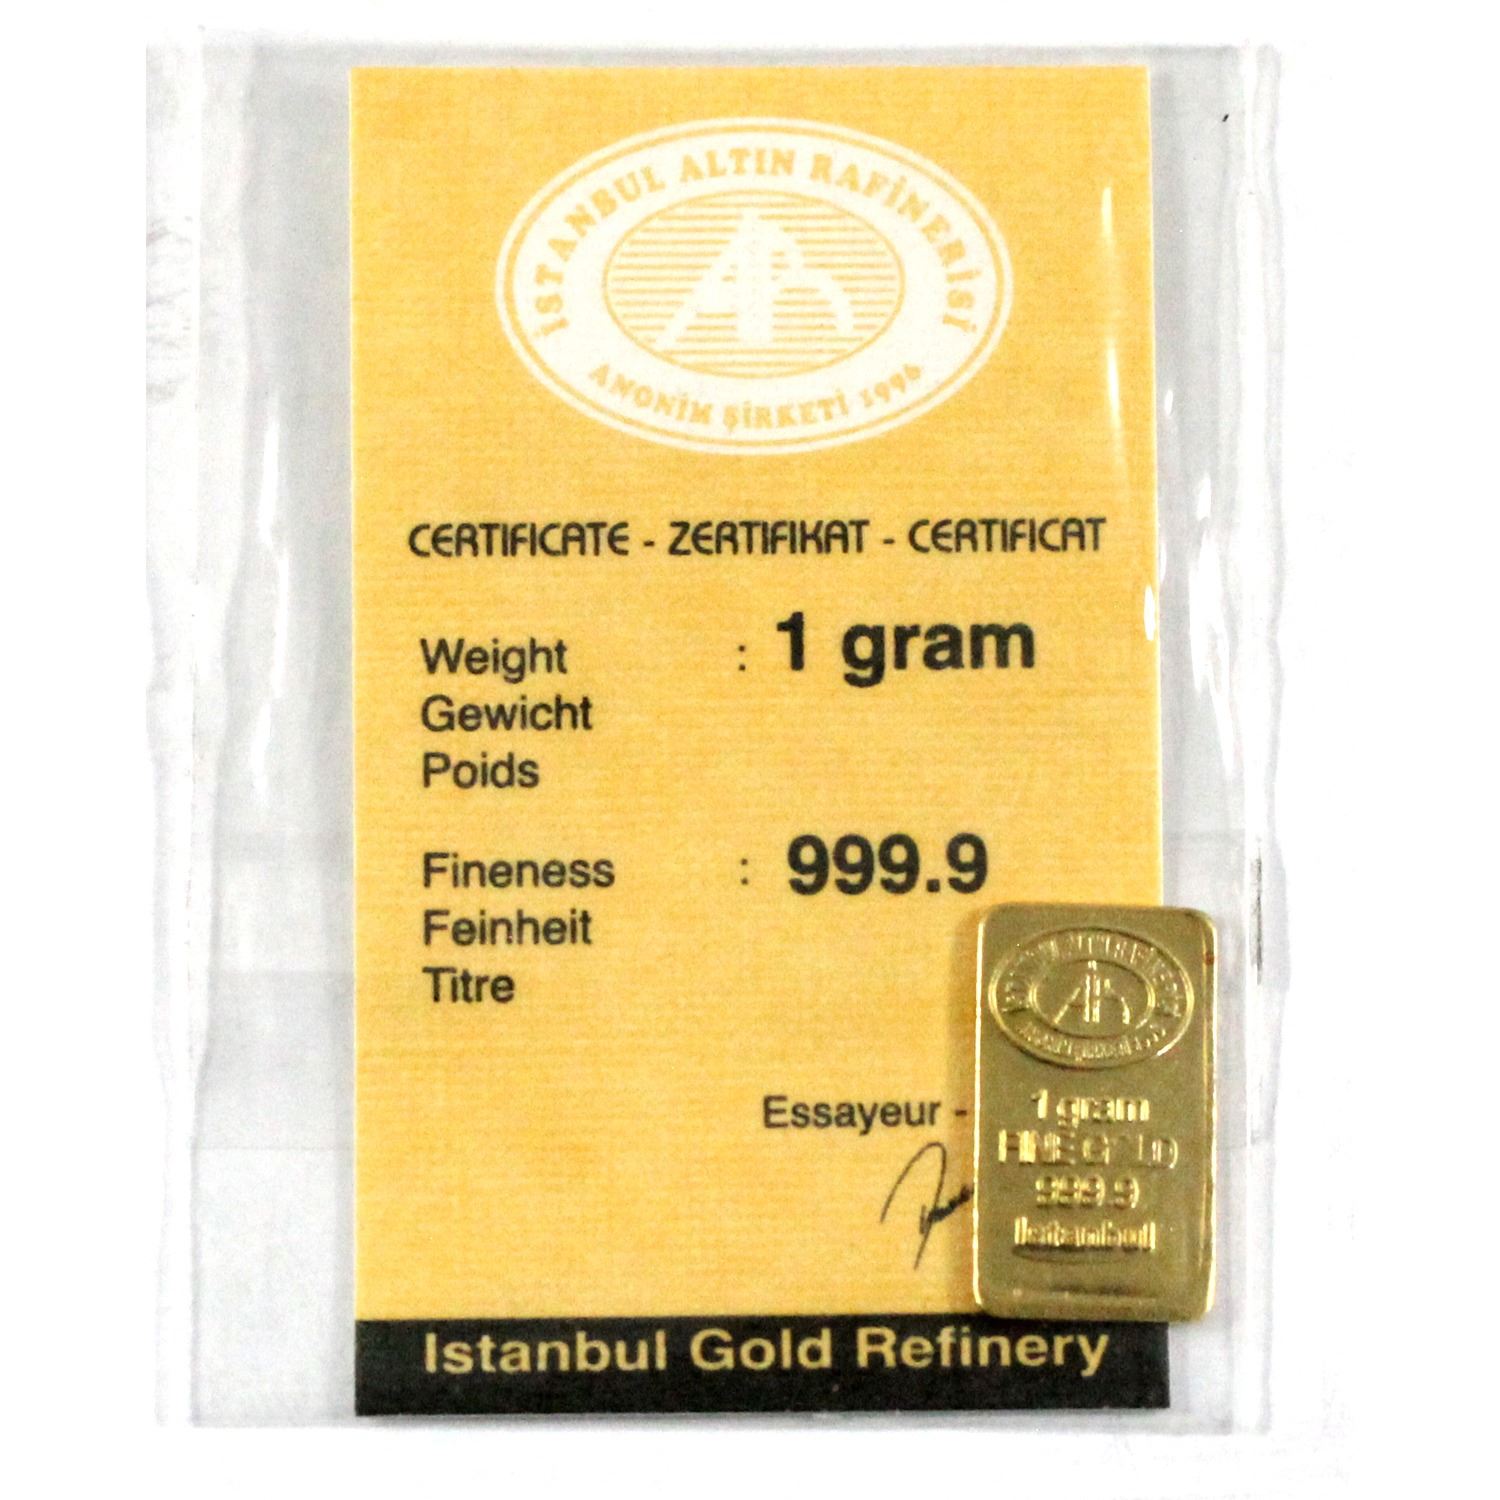 İSTANBUL ALTIN RAFİNERİSİ
ANONİM ŞİRKETİ 1996
CERTIFICATE - ZERTIFIKAT - CERTIFICAT
Weight : 1 gram
Gewicht
Poids
Fineness : 999.9
Feinheit
Titre
Essayeur -
1 gram
FINE GOLD
999.9
Istanbul
Istanbul Gold Refinery